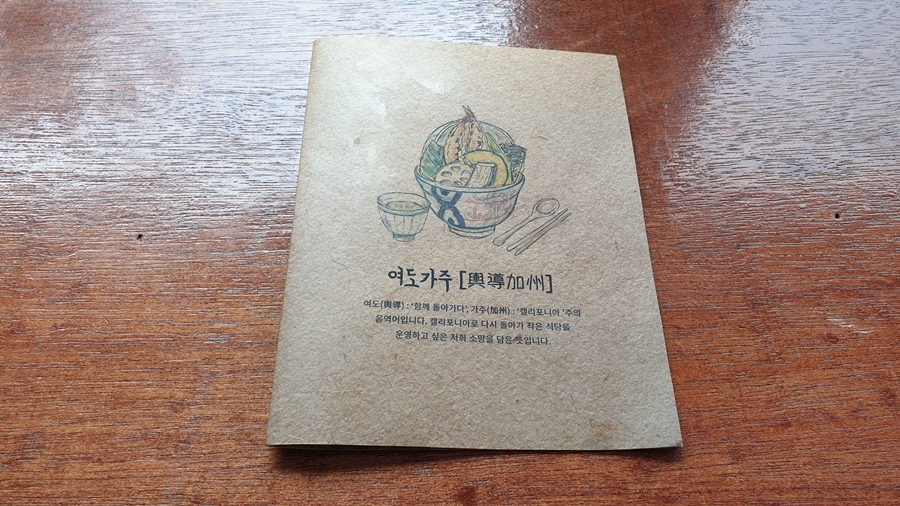 여도가주 [輿導加州]
여도(輿導) : '함께 돌아가다', 가주(加州) : '캘리포니아 '주의
음역어입니다. 캘리포니아로 다시 돌아가 작은 식당을
운영하고 싶은 저희 소망을 담은 뜻입니다.